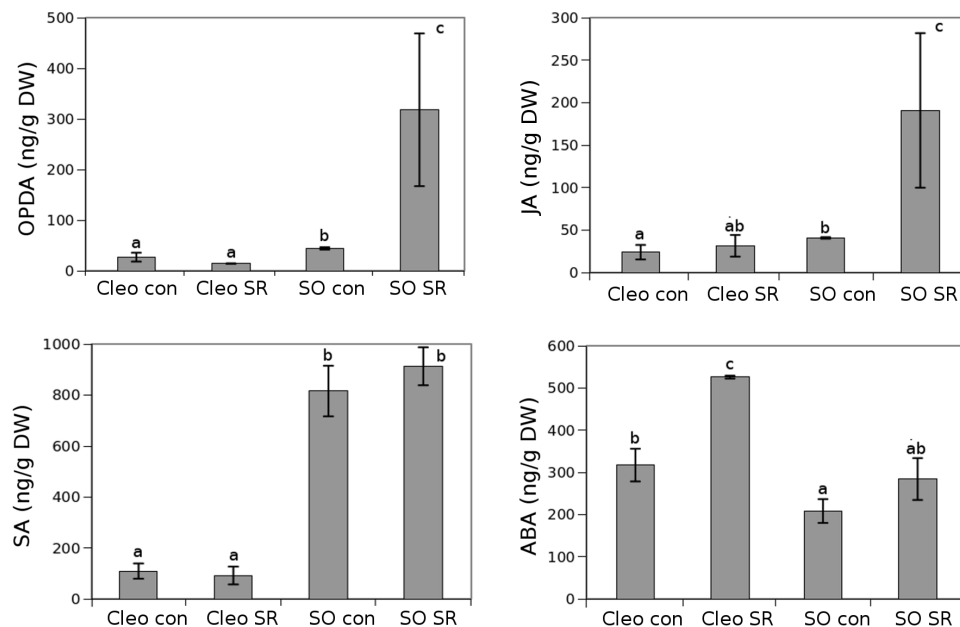 OPDA (ng/g DW)
500
400
300
200
100
0
a
a
b
c
Cleo con Cleo SR SO con SO SR
JA (ng/g DW)
300
200
150
100
50
0
a
ab
b
c
Cleo con Cleo SR SO con SO SR
SA (ng/g DW)
1000
800
600
400
200
0
a
a
b
b
Cleo con Cleo SR SO con SO SR
ABA (ng/g DW)
600
500
400
300
200
100
0
b
c
a
ab
Cleo con Cleo SR SO con SO SR